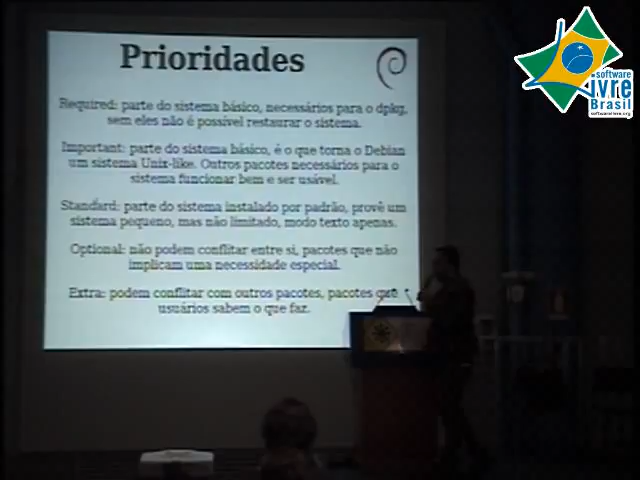 Prioridades
Required: parte do sistema básico, necessários para o dpkg,
sem eles não é possível restaurar o sistema.
Important: parte do sistema básico, é o que torna o Debian
um sistema Unix-like. Outros pacotes necessários para o
sistema funcionar bem e ser usável.
Standard: parte do sistema instalado por padrão, provê um
sistema pequeno, mas não limitado, modo texto apenas.
Optional: não podem conflitar entre si, pacotes que não
implicam uma necessidade especial.
Extra: podem conflitar com outros pacotes, pacotes que
usuários sabem o que faz.
software
livre
Brasil
softwarelivre.org